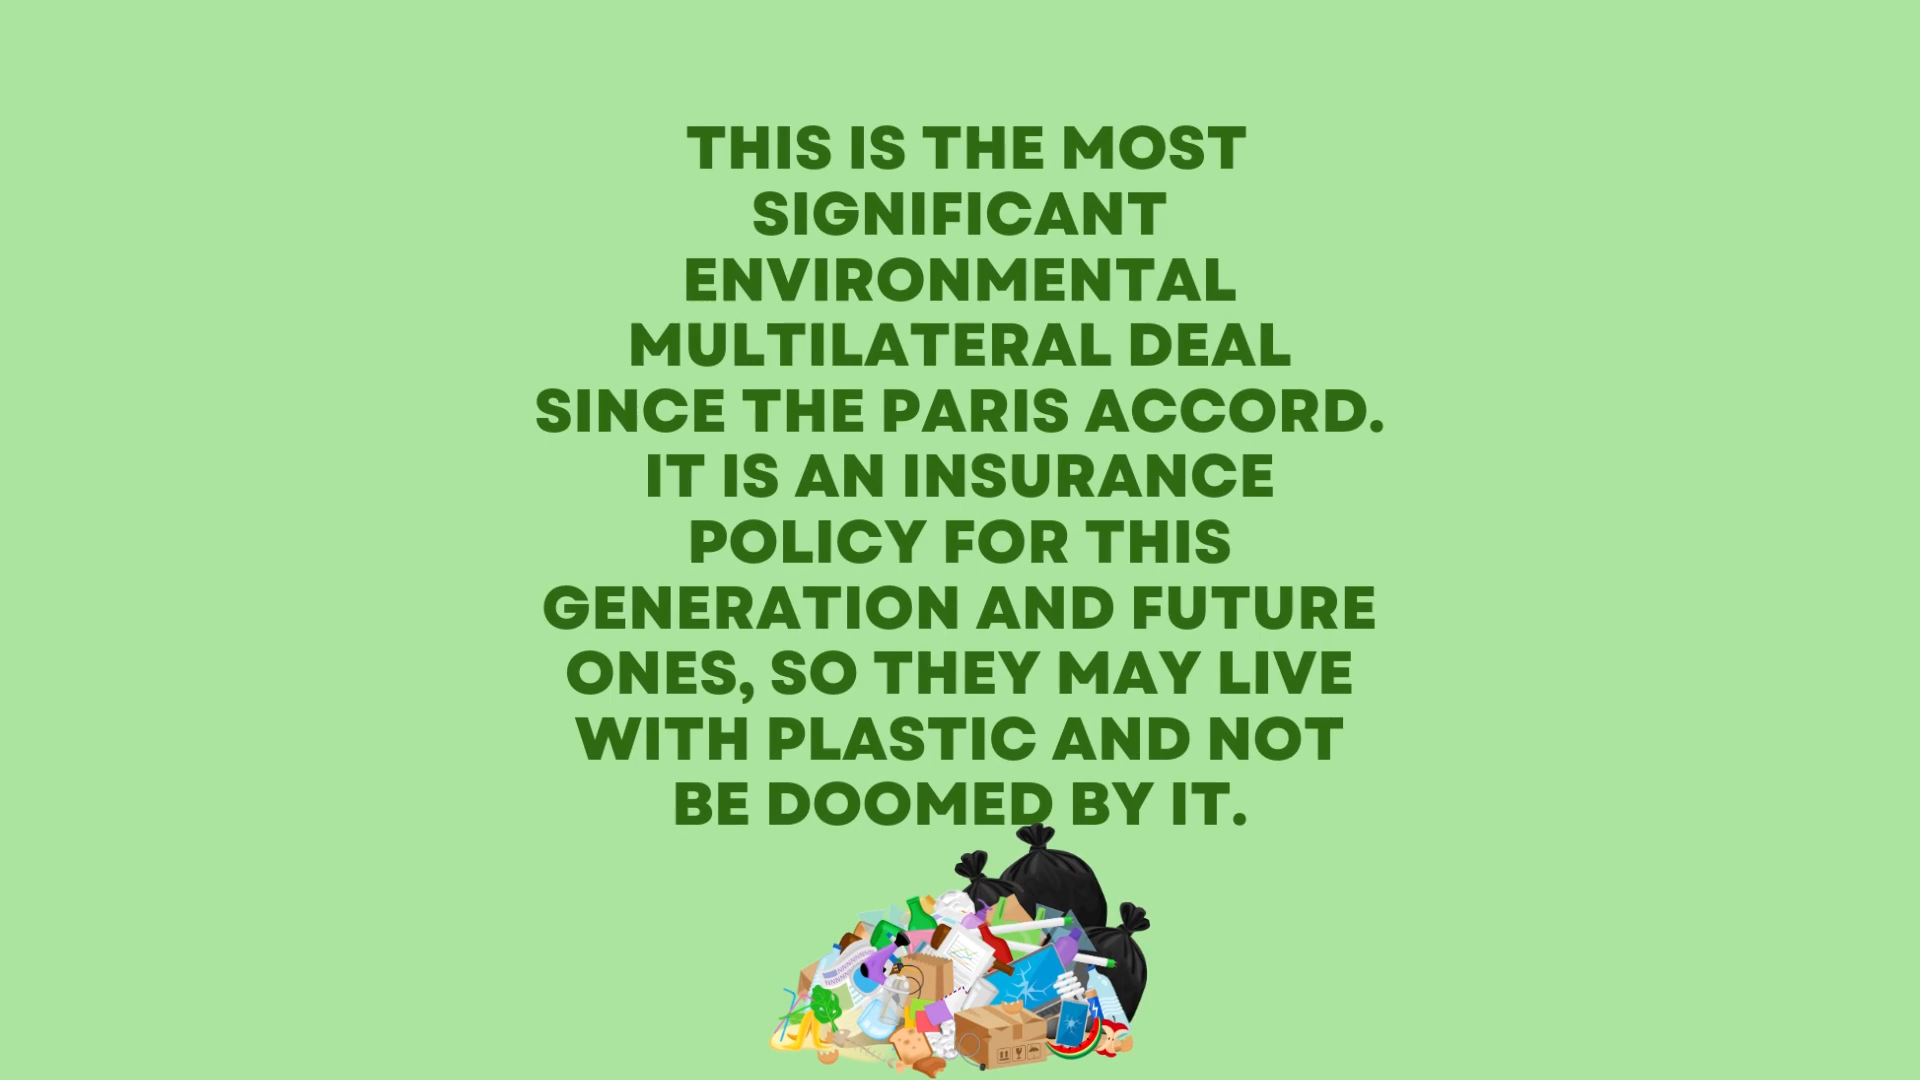 THIS IS THE MOST
SIGNIFICANT
ENVIRONMENTAL
MULTILATERAL DEAL
SINCE THE PARIS ACCORD.
IT IS AN INSURANCE
POLICY FOR THIS
GENERATION AND FUTURE
ONES, SO THEY MAY LIVE
WITH PLASTIC AND NOT
BE DOOMED BY IT.